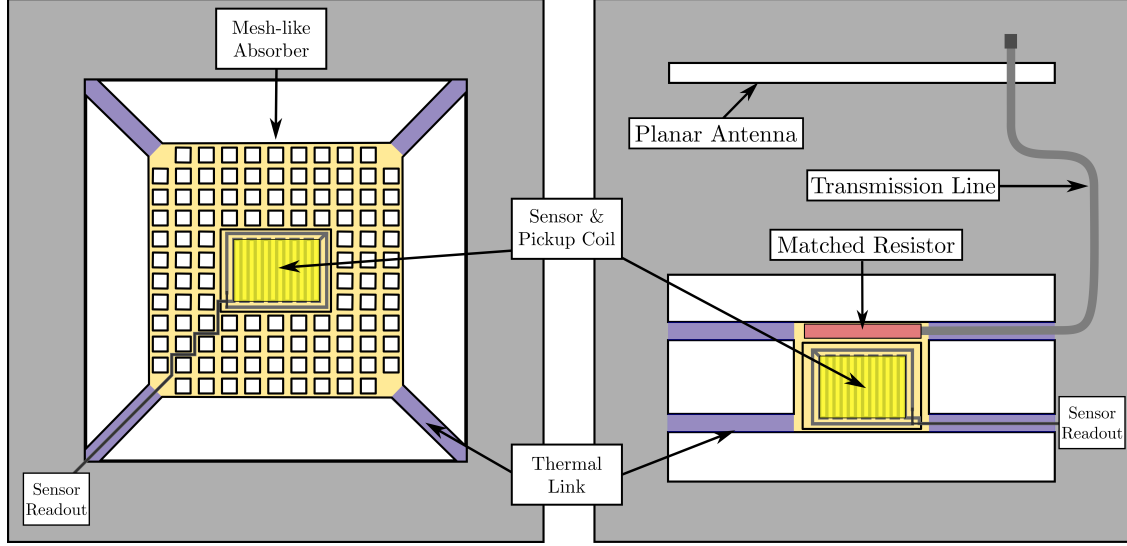 Mesh-like
Absorber
Planar Antenna
Transmission Line
Sensor &
Pickup Coil
Matched Resistor
Sensor
Readout
Thermal
Link
Sensor
Readout